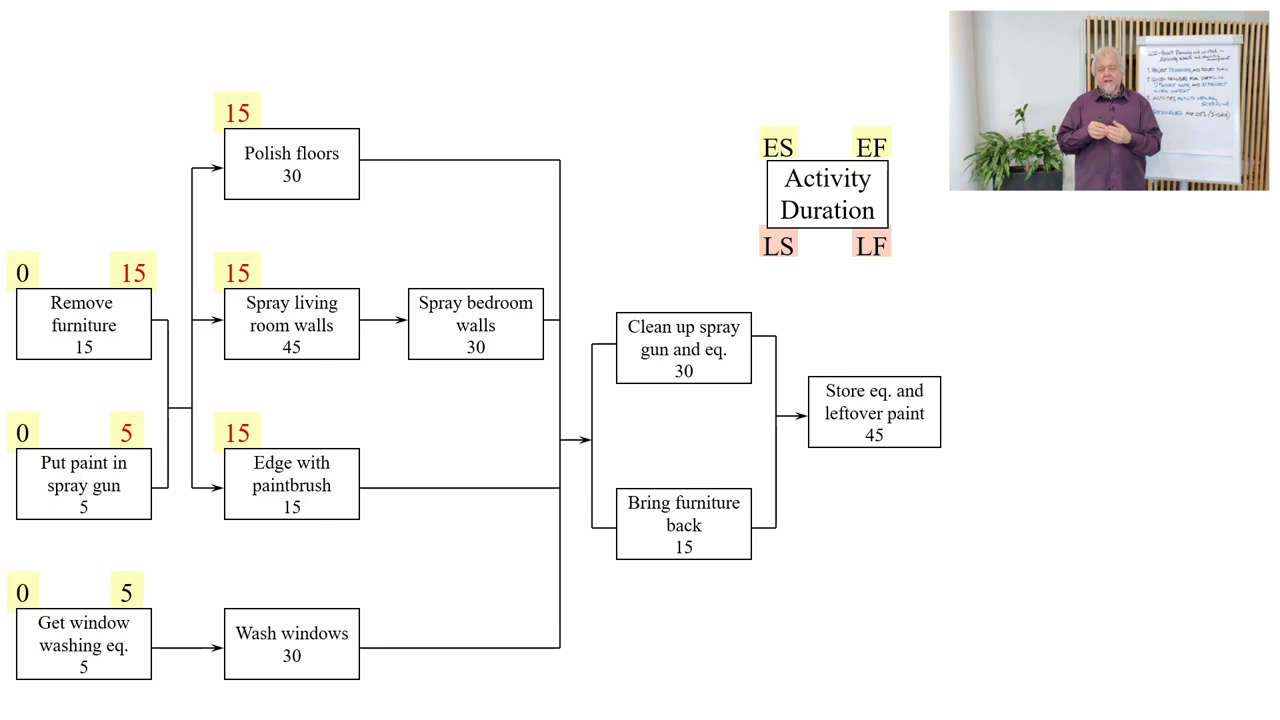 15
Polish floors
30
ES EF
Activity
Duration
LS LF
0 15
Remove
furniture
15
15
Spray living
room walls
45
Spray bedroom
walls
30
Clean up spray
gun and eq.
30
Store eq. and
leftover paint
45
0 5
Put paint in
spray gun
5
15
Edge with
paintbrush
15
Bring furniture
back
15
0 5
Get window
washing eq.
5
Wash windows
30